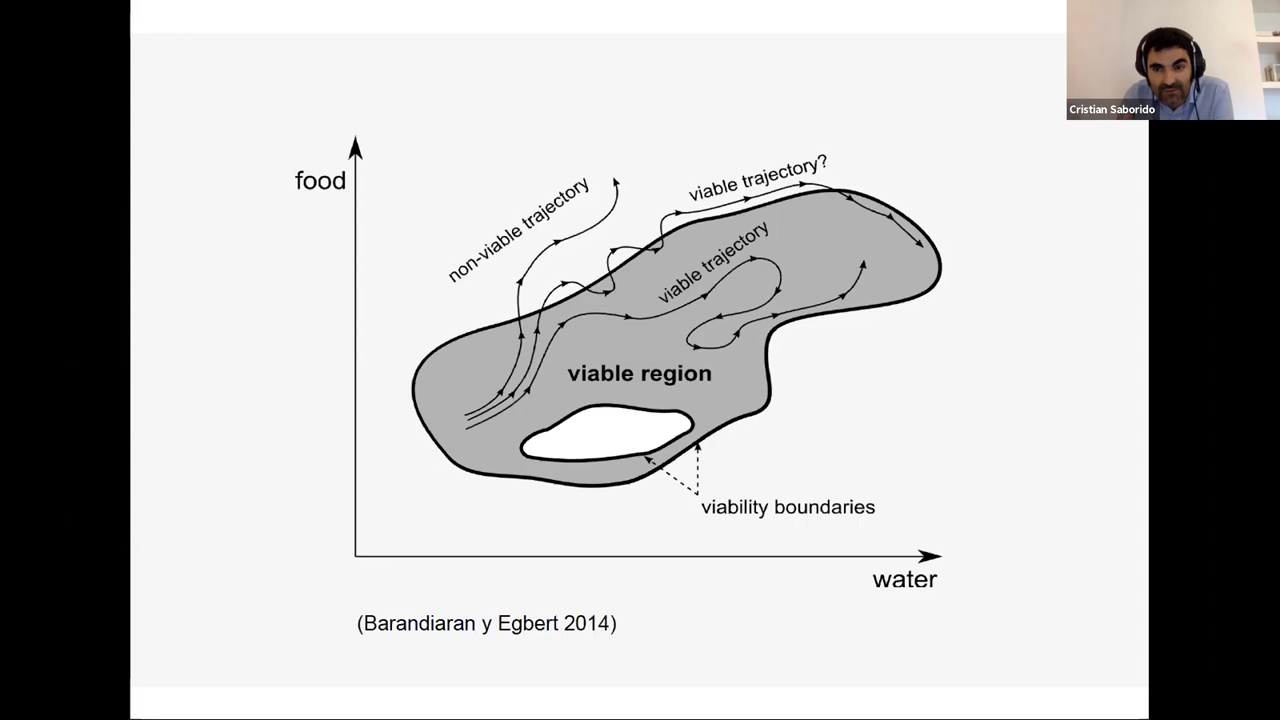 Cristian Saborido
food
non-viable trajectory
viable trajectory?
viable trajectory
viable region
viability boundaries
water
(Barandiaran y Egbert 2014)